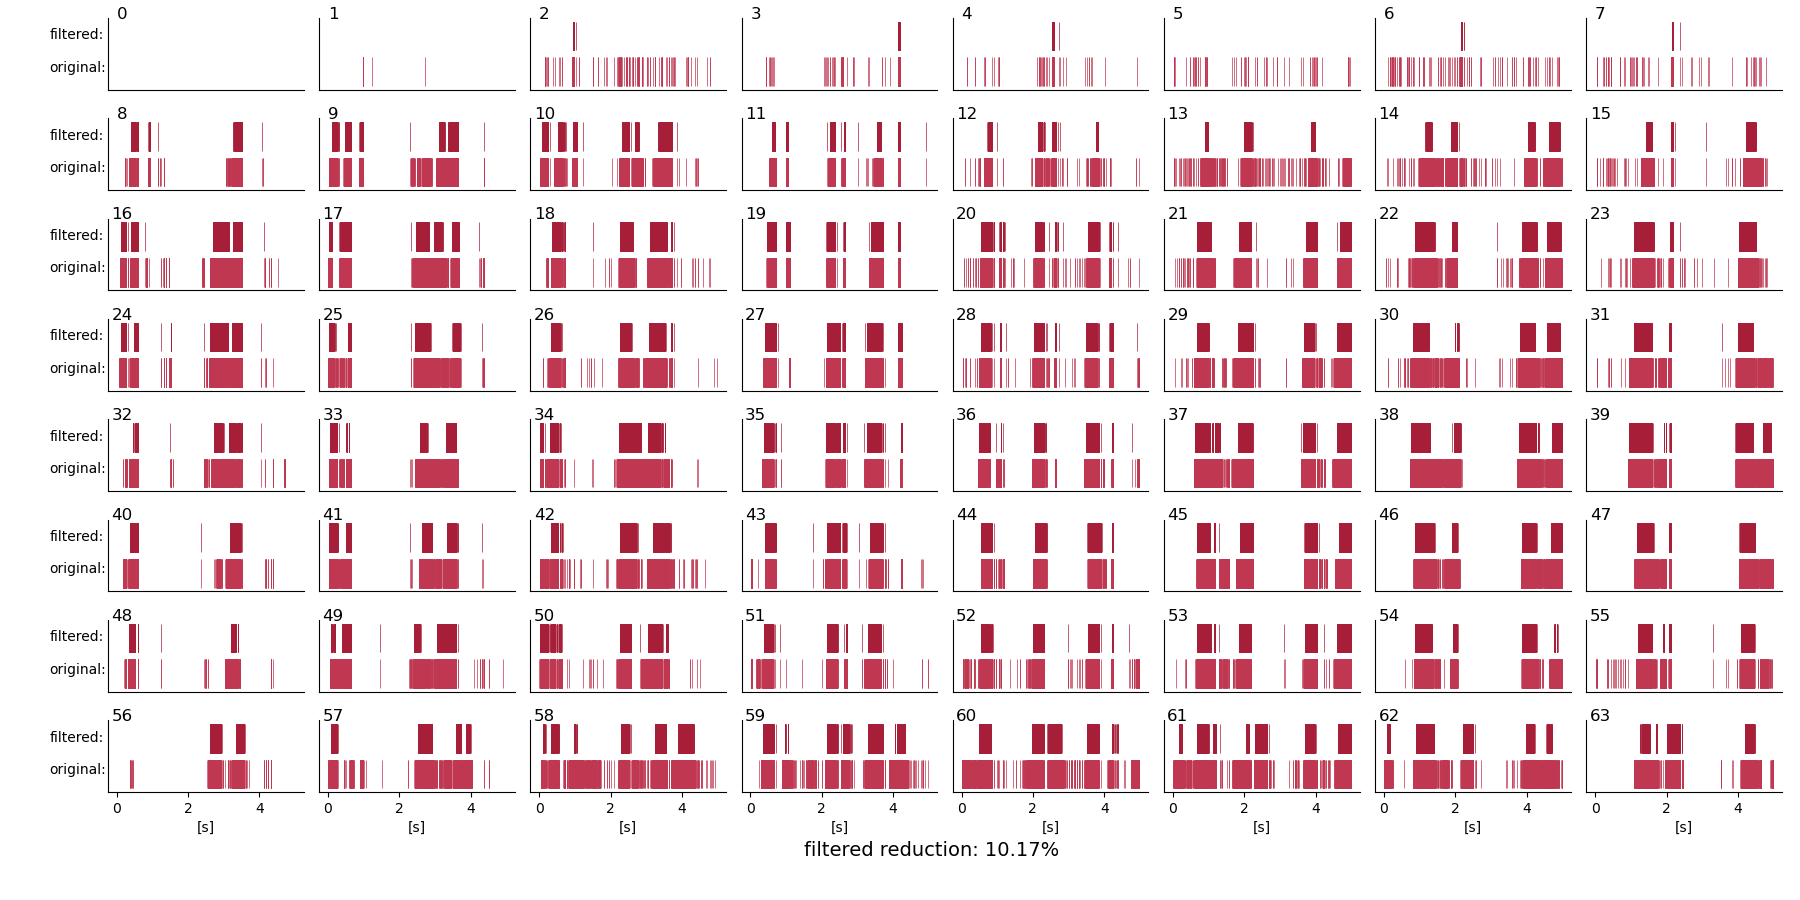 0 1 2 3 4 5 6 7
filtered:
original:
8 9 10 11 12 13 14 15
filtered:
original:
16 17 18 19 20 21 22 23
filtered:
original:
24 25 26 27 28 29 30 31
filtered:
original:
32 33 34 35 36 37 38 39
filtered:
original:
40 41 42 43 44 45 46 47
filtered:
original:
48 49 50 51 52 53 54 55
filtered:
original:
56 57 58 59 60 61 62 63
filtered:
original:
0 2 4 0 2 4 0 2 4 0 2 4 0 2 4 0 2 4 0 2 4 0 2 4
[s] [s] [s] [s] [s] [s] [s] [s]
filtered reduction: 10.17%